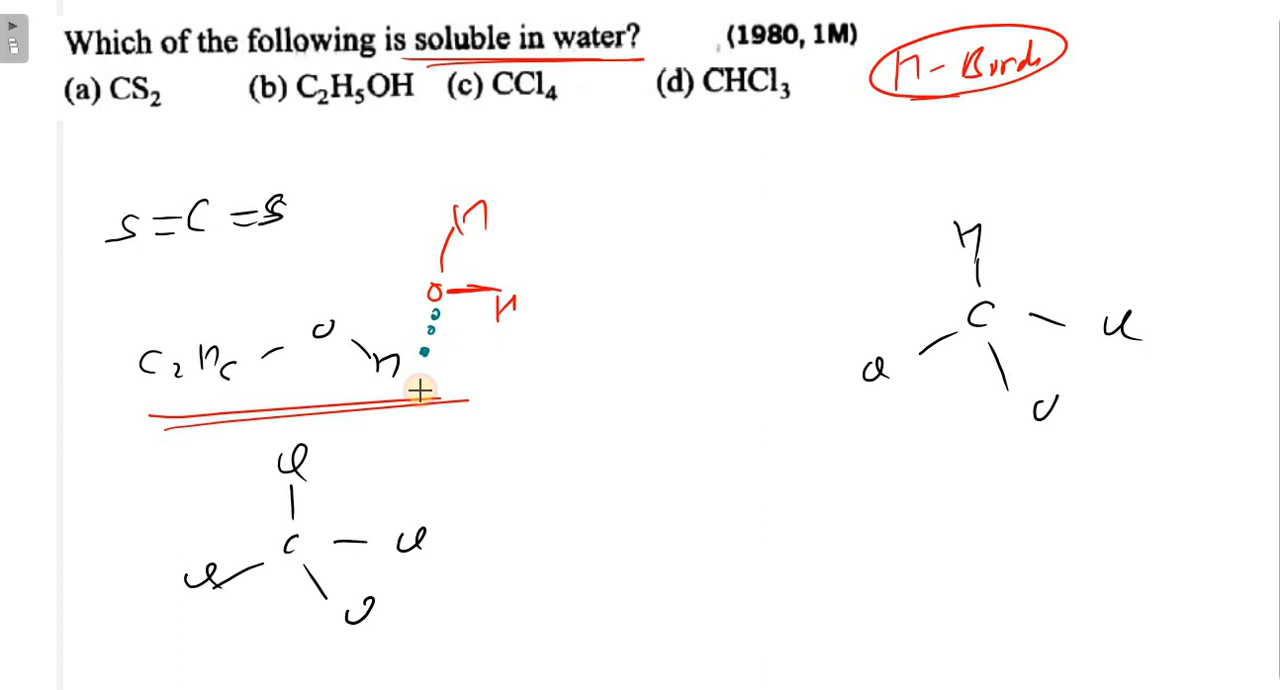 Which of the following is soluble in water? (1980, 1M)
(a) CS₂ (b) C₂H₅OH (c) CCl₄ (d) CHCl₃
H-Bonds
S=C=S
H
O—H
C₂H₅—O
H
Cl
C—Cl
Cl
Cl
H
C—Cl
Cl
Cl